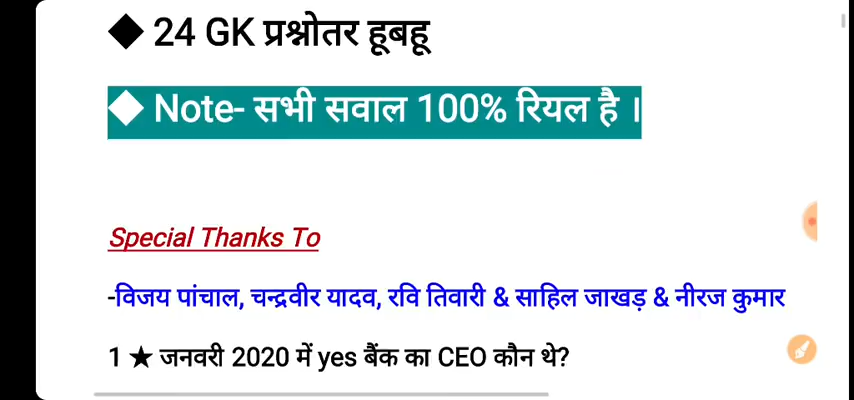 ◆ 24 GK प्रश्नोतर हूबहू
◆ Note- सभी सवाल 100% रियल है ।
Special Thanks To
-विजय पांचाल, चन्द्रवीर यादव, रवि तिवारी & साहिल जाखड़ & नीरज कुमार
1 ★ जनवरी 2020 में yes बैंक का CEO कौन थे?